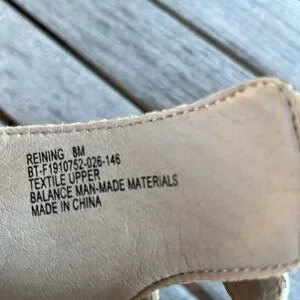 REINING 8M
BT-F1910752-026-146
TEXTILE UPPER
BALANCE MAN-MADE MATERIALS
MADE IN CHINA